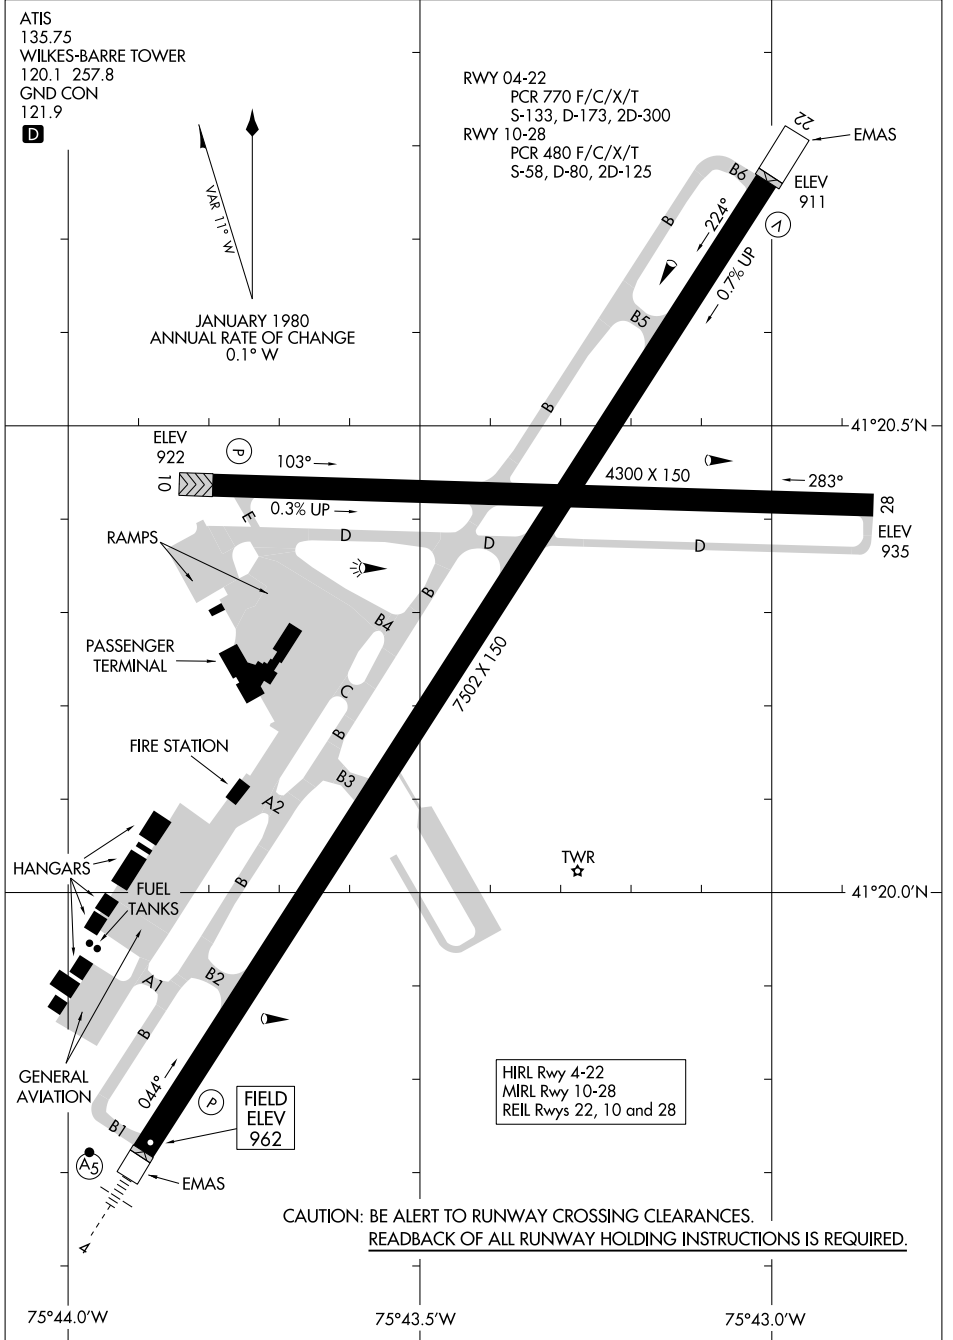 ATIS
135.75
WILKES-BARRE TOWER
120.1 257.8
GND CON
121.9
D
RWY 04-22
PCR 770 F/C/X/T
S-133, D-173, 2D-300
RWY 10-28
PCR 480 F/C/X/T
S-58, D-80, 2D-125
22
EMAS
ELEV
911
V
B6
B
224°
0.7% UP
B5
VAR 11° W
JANUARY 1980
ANNUAL RATE OF CHANGE
0.1° W
B
41°20.5'N
ELEV
922
P
10
103°
4300 X 150
283°
28
0.3% UP
E
D
D
D
ELEV
935
RAMPS
B
B4
PASSENGER
TERMINAL
C
7502 X 150
B
FIRE STATION
B3
A2
TWR
HANGARS
FUEL
TANKS
B
41°20.0'N
A1
B2
B
GENERAL
AVIATION
044°
P
FIELD
ELEV
962
B1
A5
EMAS
4
HIRL Rwy 4-22
MIRL Rwy 10-28
REIL Rwys 22, 10 and 28
CAUTION: BE ALERT TO RUNWAY CROSSING CLEARANCES.
READBACK OF ALL RUNWAY HOLDING INSTRUCTIONS IS REQUIRED.
75°44.0'W
75°43.5'W
75°43.0'W